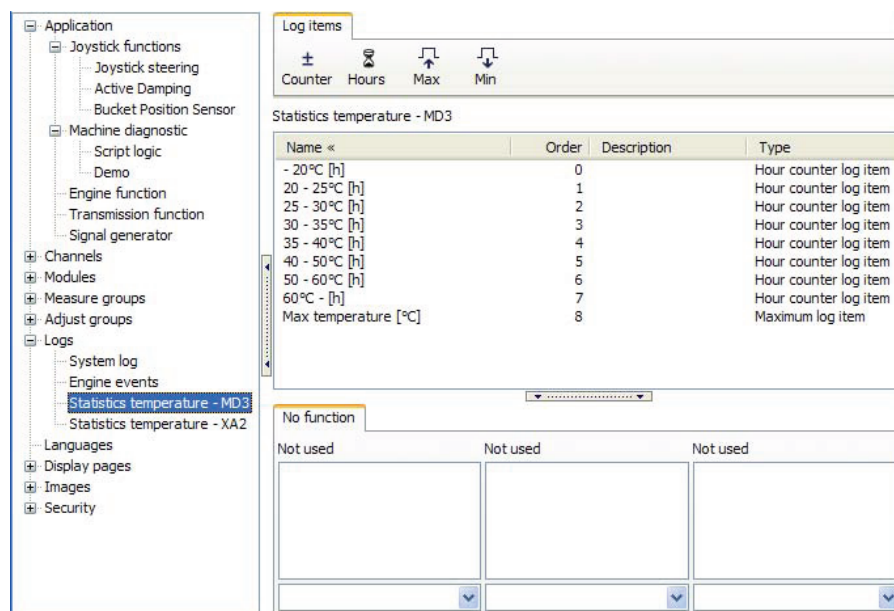 Application
Joystick functions
Joystick steering
Active Damping
Bucket Position Sensor
Machine diagnostic
Script logic
Demo
Engine function
Transmission function
Signal generator
Channels
Modules
Measure groups
Adjust groups
Logs
System log
Engine events
Statistics temperature - MD3
Statistics temperature - XA2
Languages
Display pages
Images
Security
Log items
± Counter Hours Max Min
Statistics temperature - MD3
Name « Order Description Type
- 20°C [h] 0 Hour counter log item
20 - 25°C [h] 1 Hour counter log item
25 - 30°C [h] 2 Hour counter log item
30 - 35°C [h] 3 Hour counter log item
35 - 40°C [h] 4 Hour counter log item
40 - 50°C [h] 5 Hour counter log item
50 - 60°C [h] 6 Hour counter log item
60°C - [h] 7 Hour counter log item
Max temperature [°C] 8 Maximum log item
No function
Not used Not used Not used